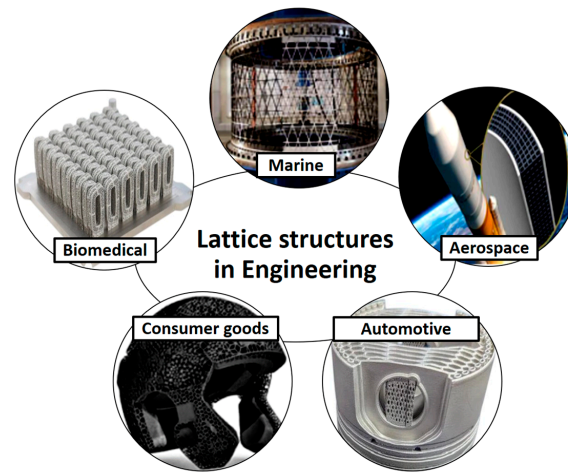 Marine
Biomedical
Lattice structures
in Engineering
Aerospace
Consumer goods
Automotive